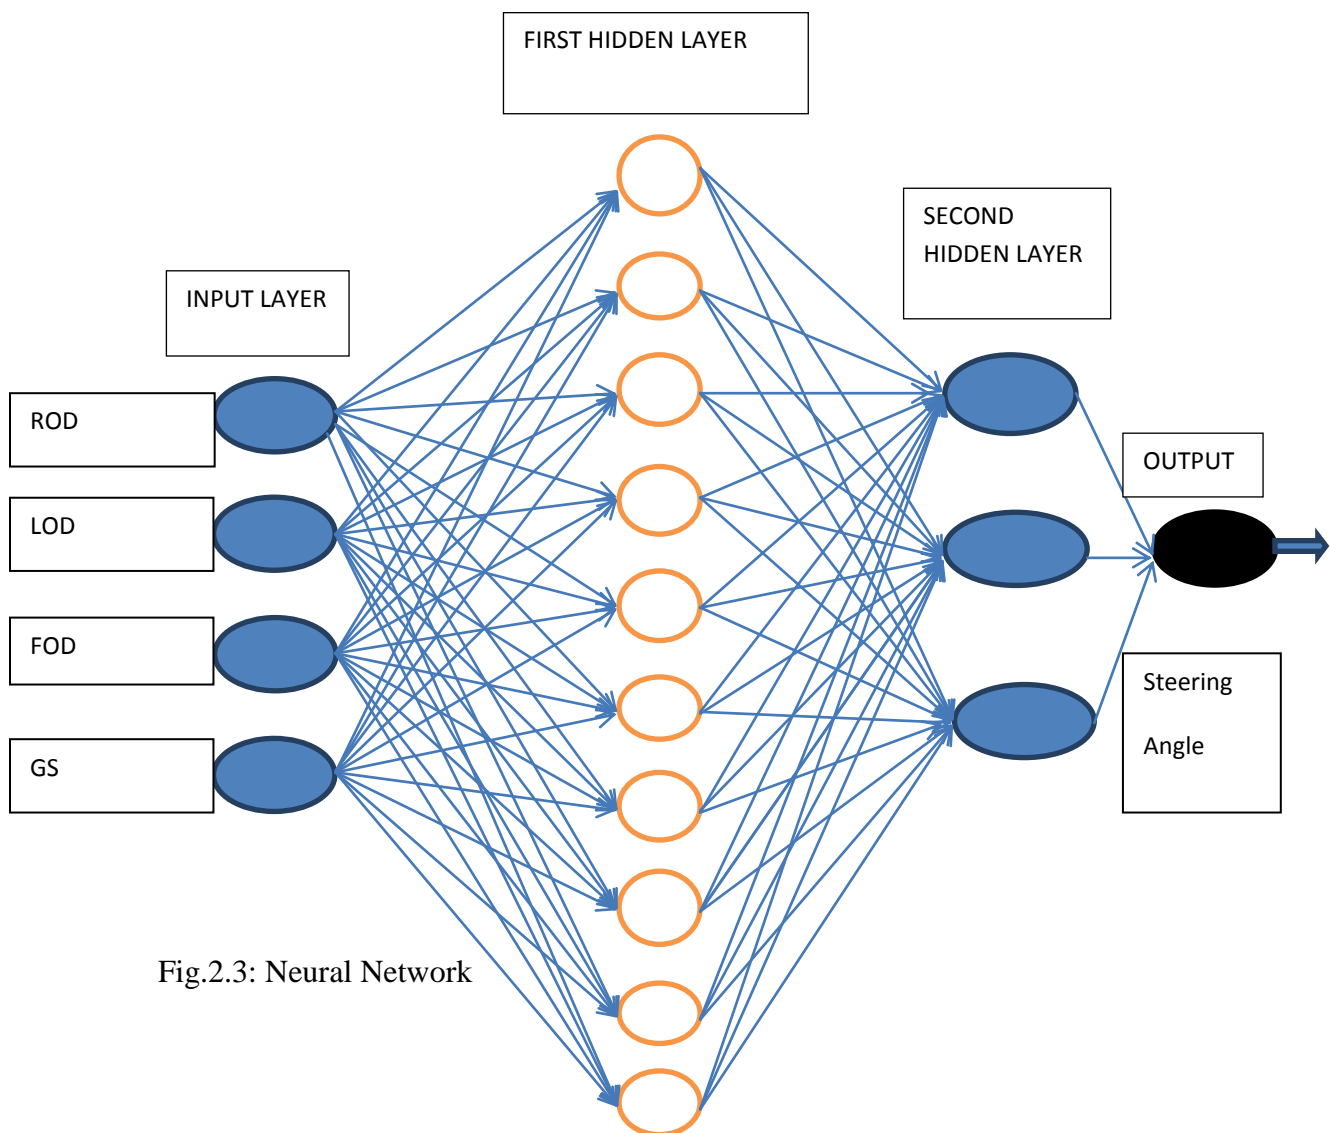 FIRST HIDDEN LAYER
SECOND
HIDDEN LAYER
INPUT LAYER
ROD
OUTPUT
LOD
FOD
Steering
Angle
GS
Fig.2.3: Neural Network